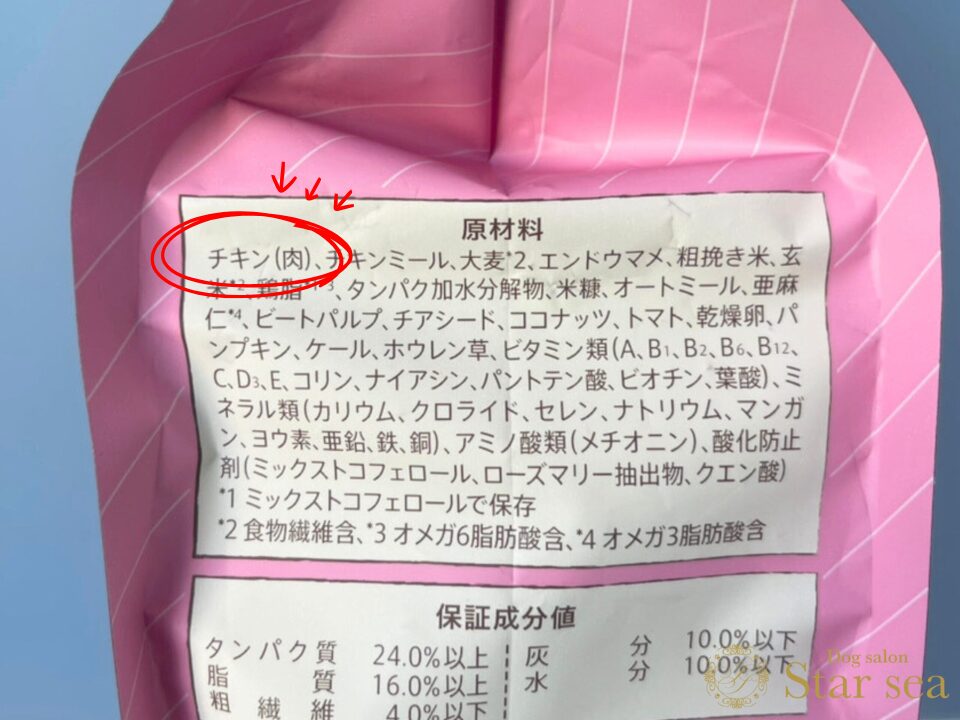 原材料
チキン(肉)、チキンミール、大麦*2、エンドウマメ、粗挽き米、玄
米*2、鶏脂*1*3、タンパク加水分解物、米糠、オートミール、亜麻
仁*4、ビートパルプ、チアシード、ココナッツ、トマト、乾燥卵、パ
ンプキン、ケール、ホウレン草、ビタミン類(A、B1、B2、B6、B12、
C、D3、E、コリン、ナイアシン、パントテン酸、ビオチン、葉酸)、ミ
ネラル類(カリウム、クロライド、セレン、ナトリウム、マンガ
ン、ヨウ素、亜鉛、鉄、銅)、アミノ酸類(メチオニン)、酸化防止
剤(ミックストコフェロール、ローズマリー抽出物、クエン酸)
*1 ミックストコフェロールで保存
*2 食物繊維含、*3 オメガ6脂肪酸含、*4 オメガ3脂肪酸含
保証成分値
タンパク質 24.0%以上 灰分 10.0%以下
脂質 16.0%以上 水分 10.0%以下
粗繊維 4.0%以下
Dog salon
Star sea